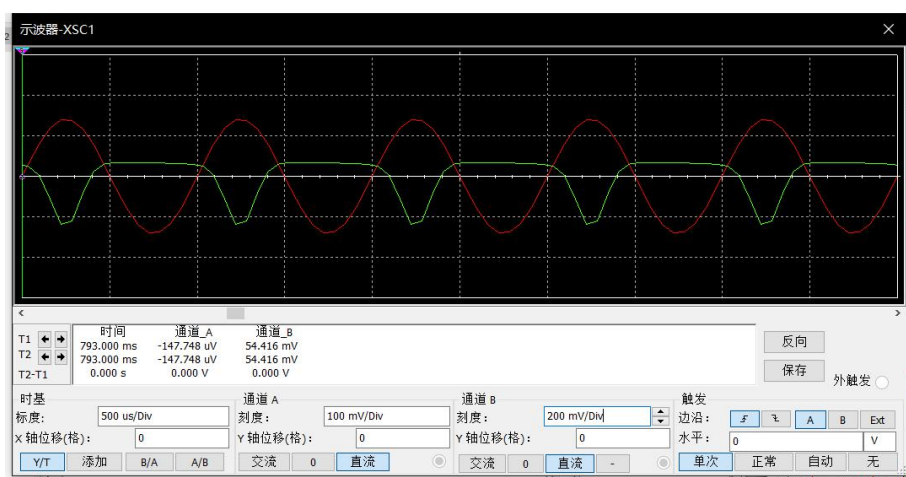 示波器-XSC1
2
时间 通道_A 通道_B
T1 793.000 ms -147.748 uV 54.416 mV
T2 793.000 ms -147.748 uV 54.416 mV
T2-T1 0.000 s 0.000 V 0.000 V
反向
保存
外触发
时基 通道 A 通道 B 触发
标度: 500 us/Div 刻度: 100 mV/Div 刻度: 200 mV/Div 边沿: A B Ext
X 轴位移(格): 0 Y 轴位移(格): 0 Y 轴位移(格): 0 水平: 0 V
Y/T 添加 B/A A/B 交流 0 直流 交流 0 直流 - 单次 正常 自动 无